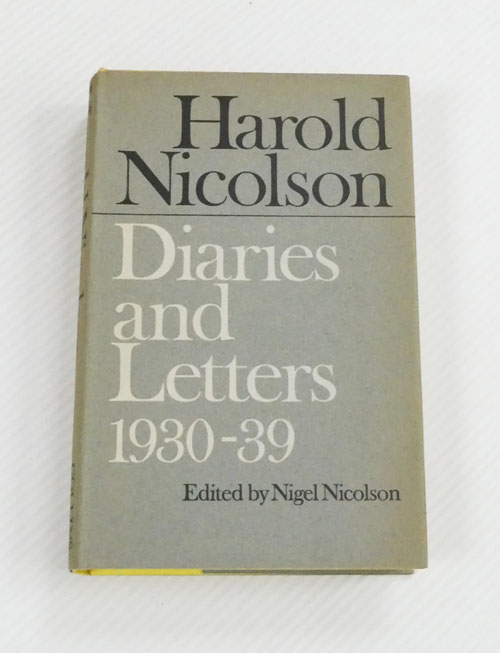 Harold
Nicolson
Diaries
and
Letters
1930-39
Edited by Nigel Nicolson